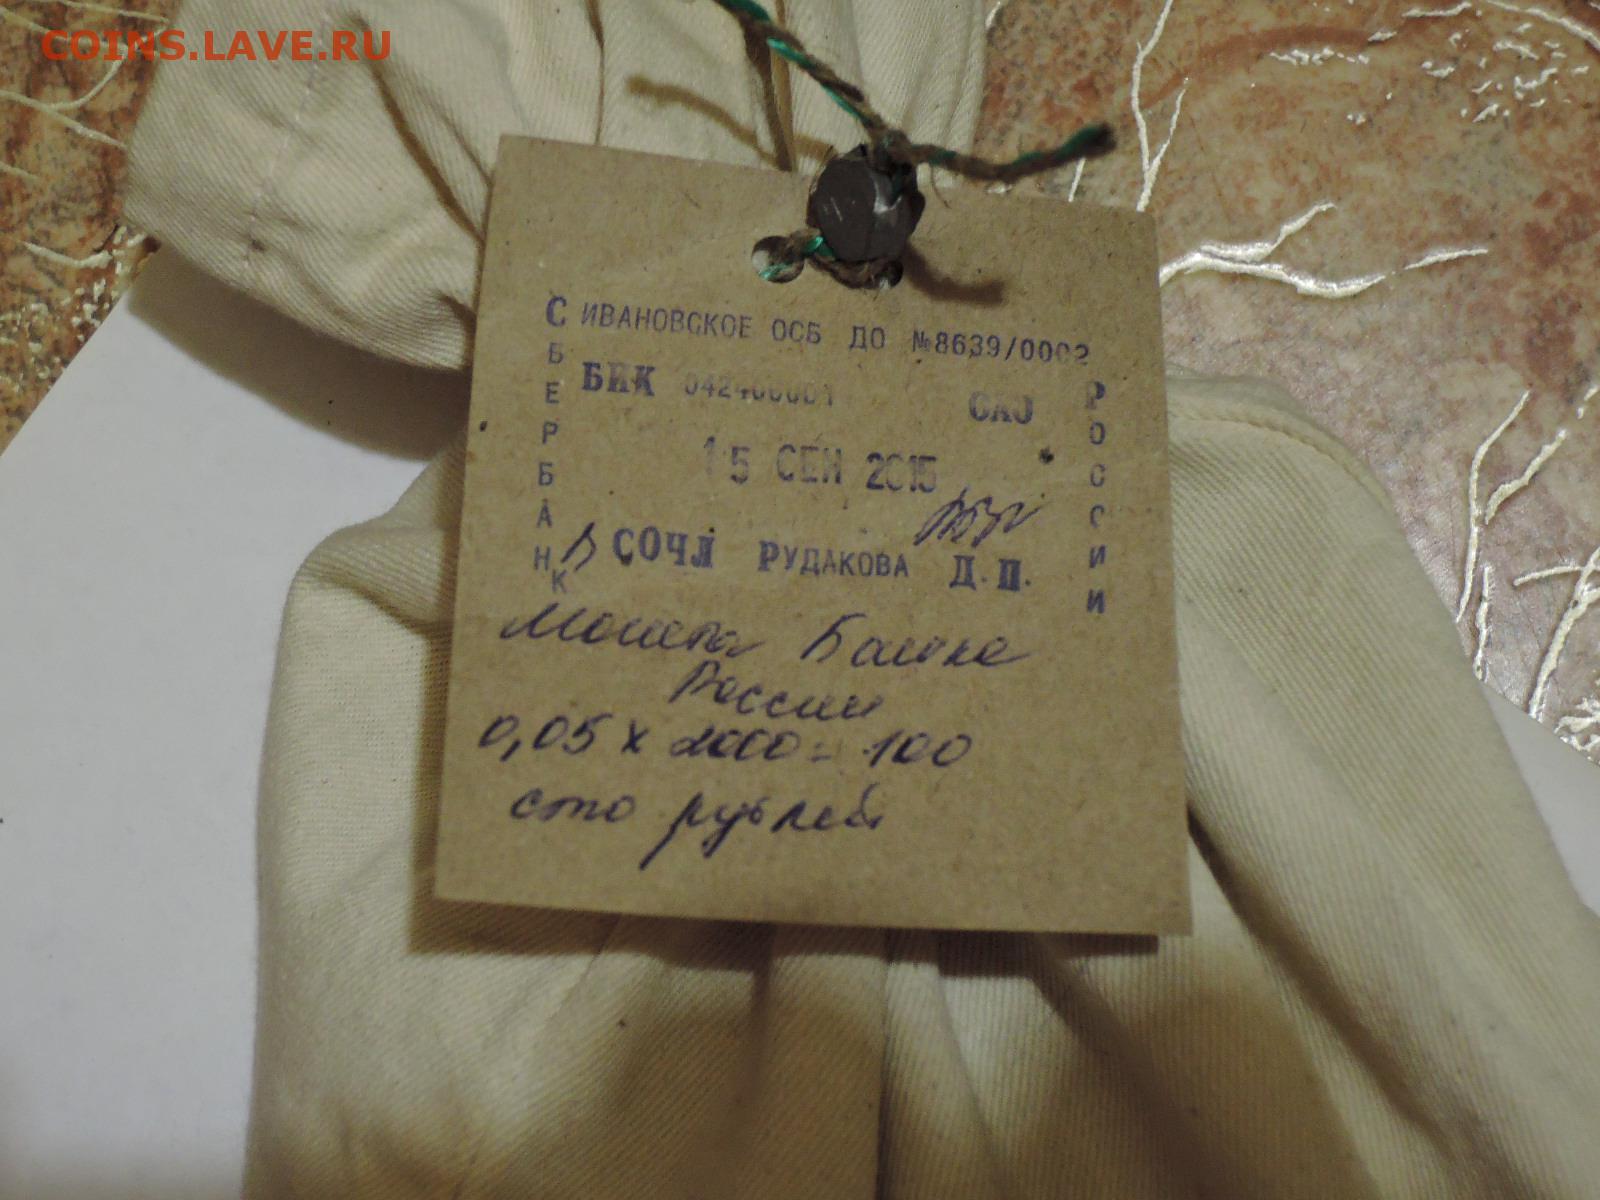 COINS.LAVE.RU
ИВАНОВСКОЕ ОСБ ДО №8639/0002
СБЕРБАНК
БИК 042406001
ОАО
РОССИИ
15 СЕН 2015
СОЧЛ РУДАКОВА Д.П.
Монета Банка
России
0,05 х 2000 = 100
сто рублей